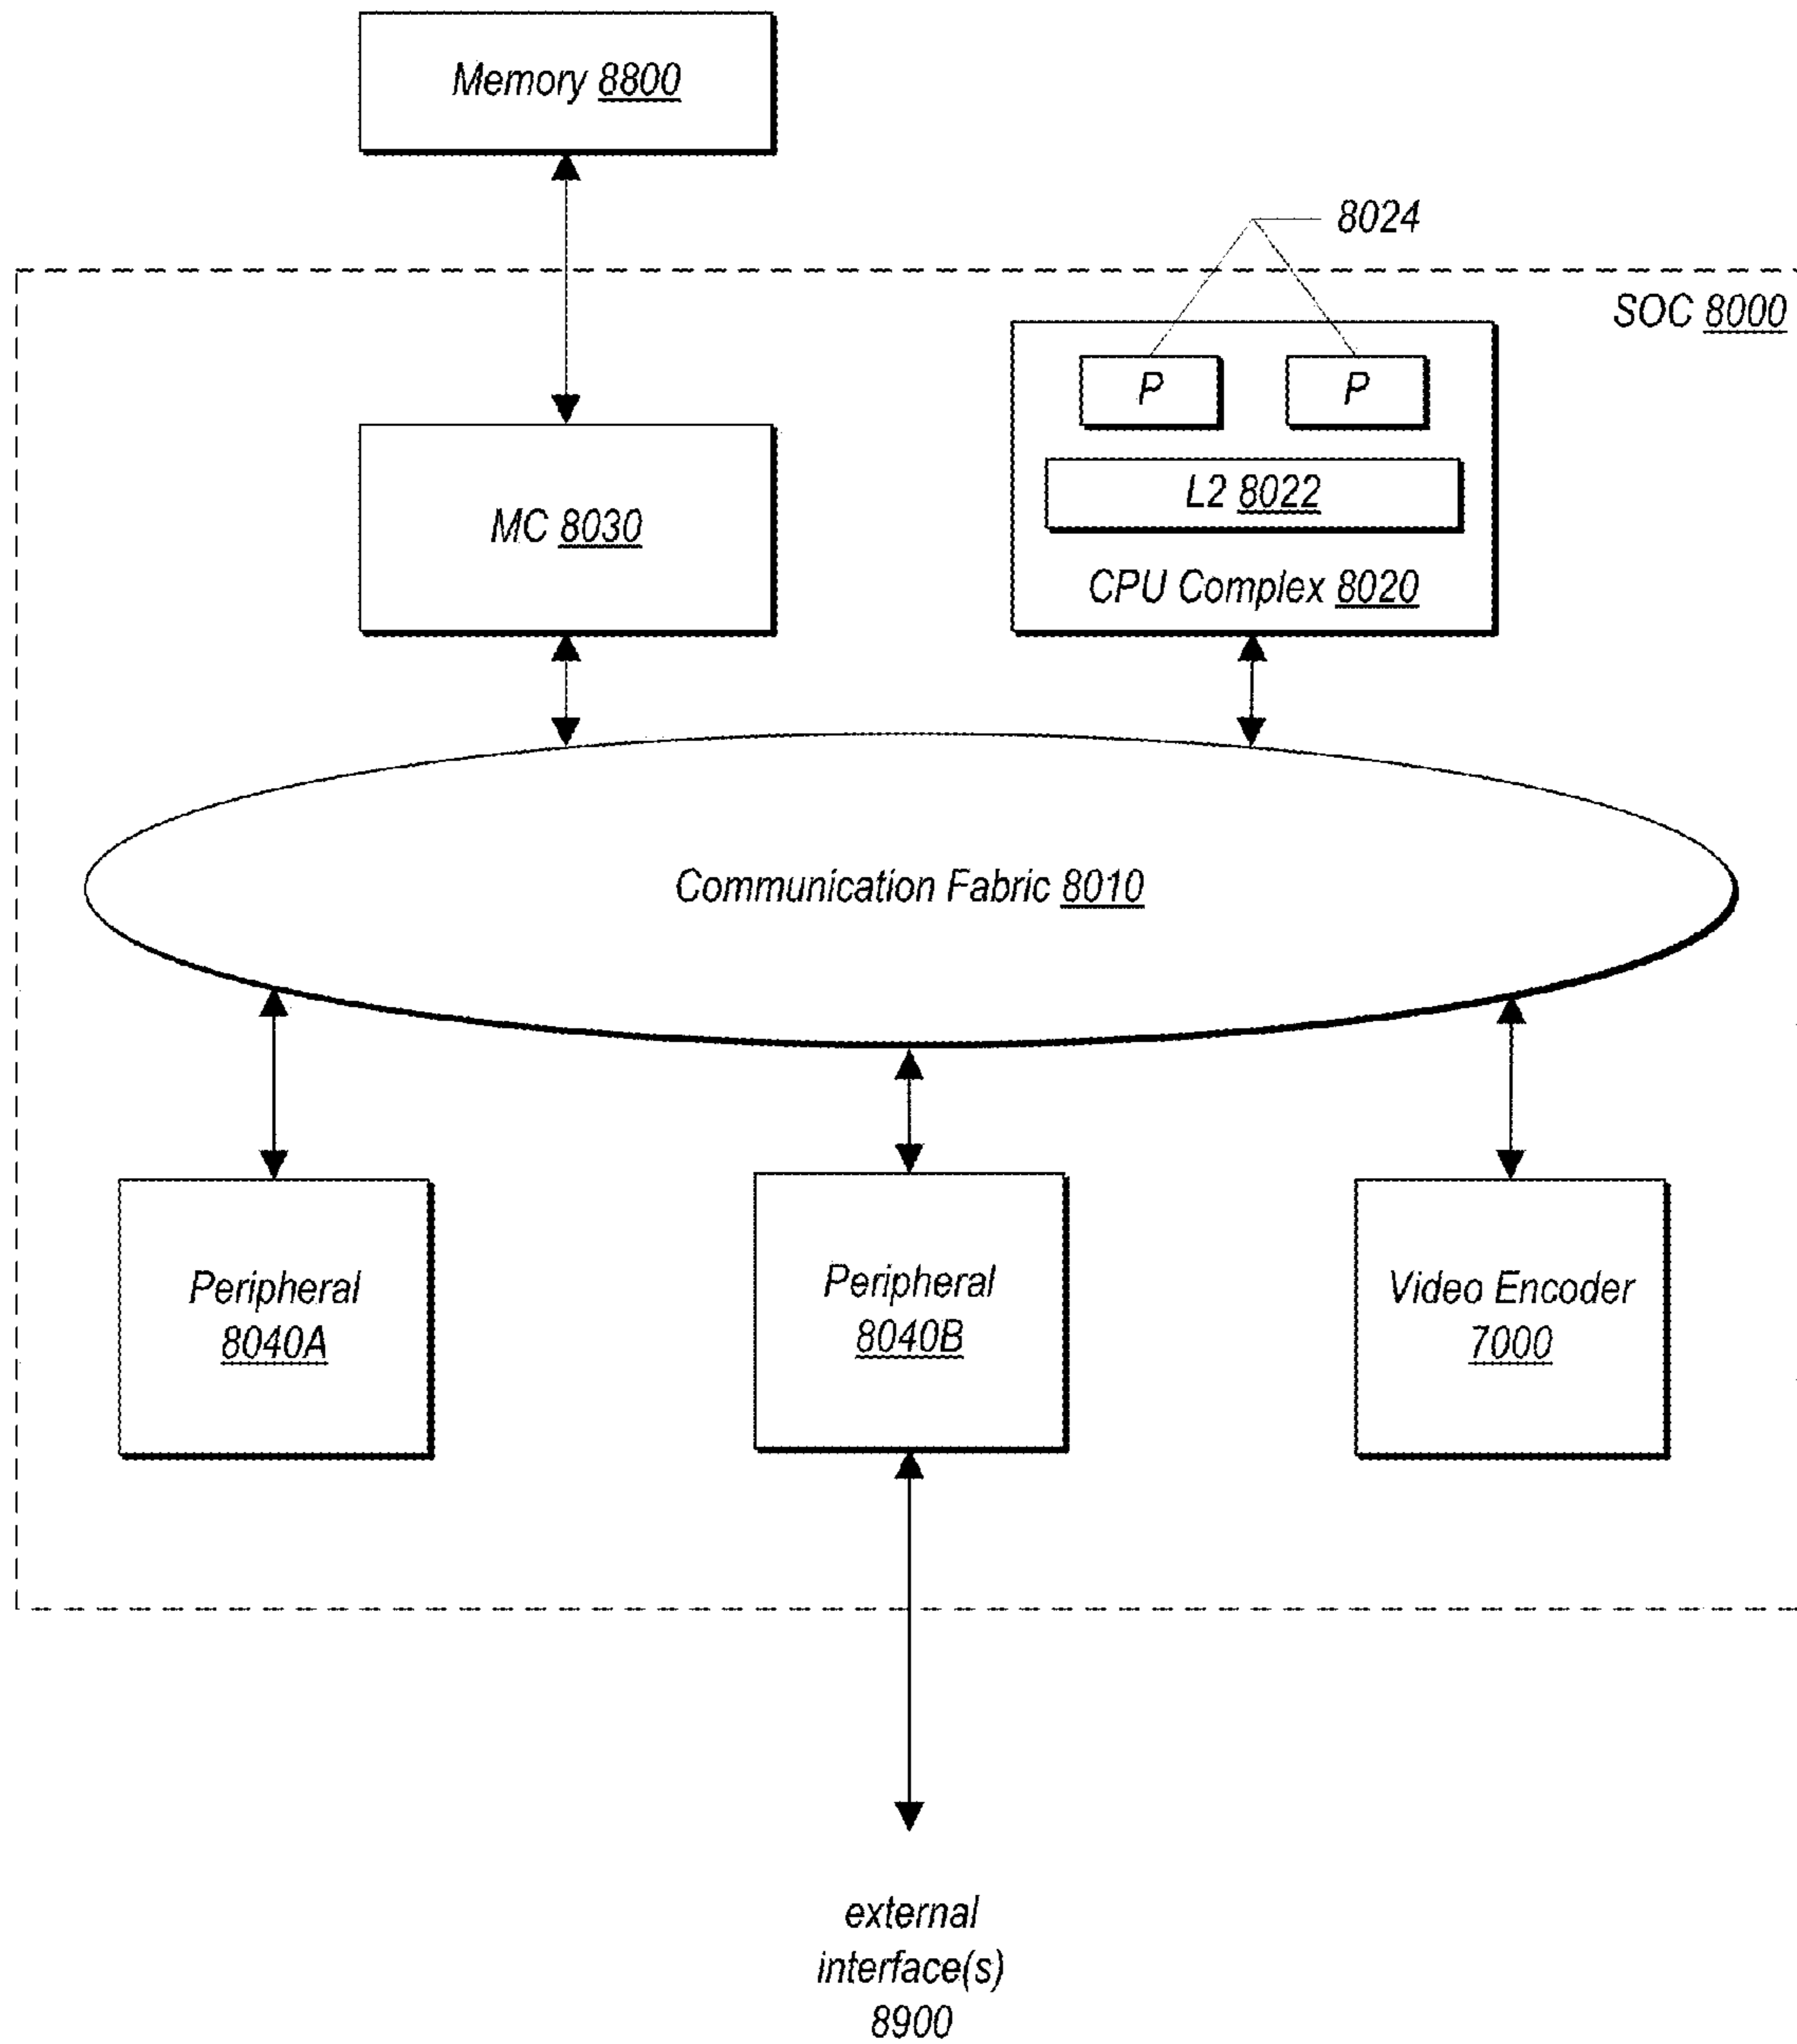 Memory 8800
8024
SOC 8000
P
P
L2 8022
MC 8030
CPU Complex 8020
Communication Fabric 8010
Peripheral
8040A
Peripheral
8040B
Video Encoder
7000
external
interface(s)
8900